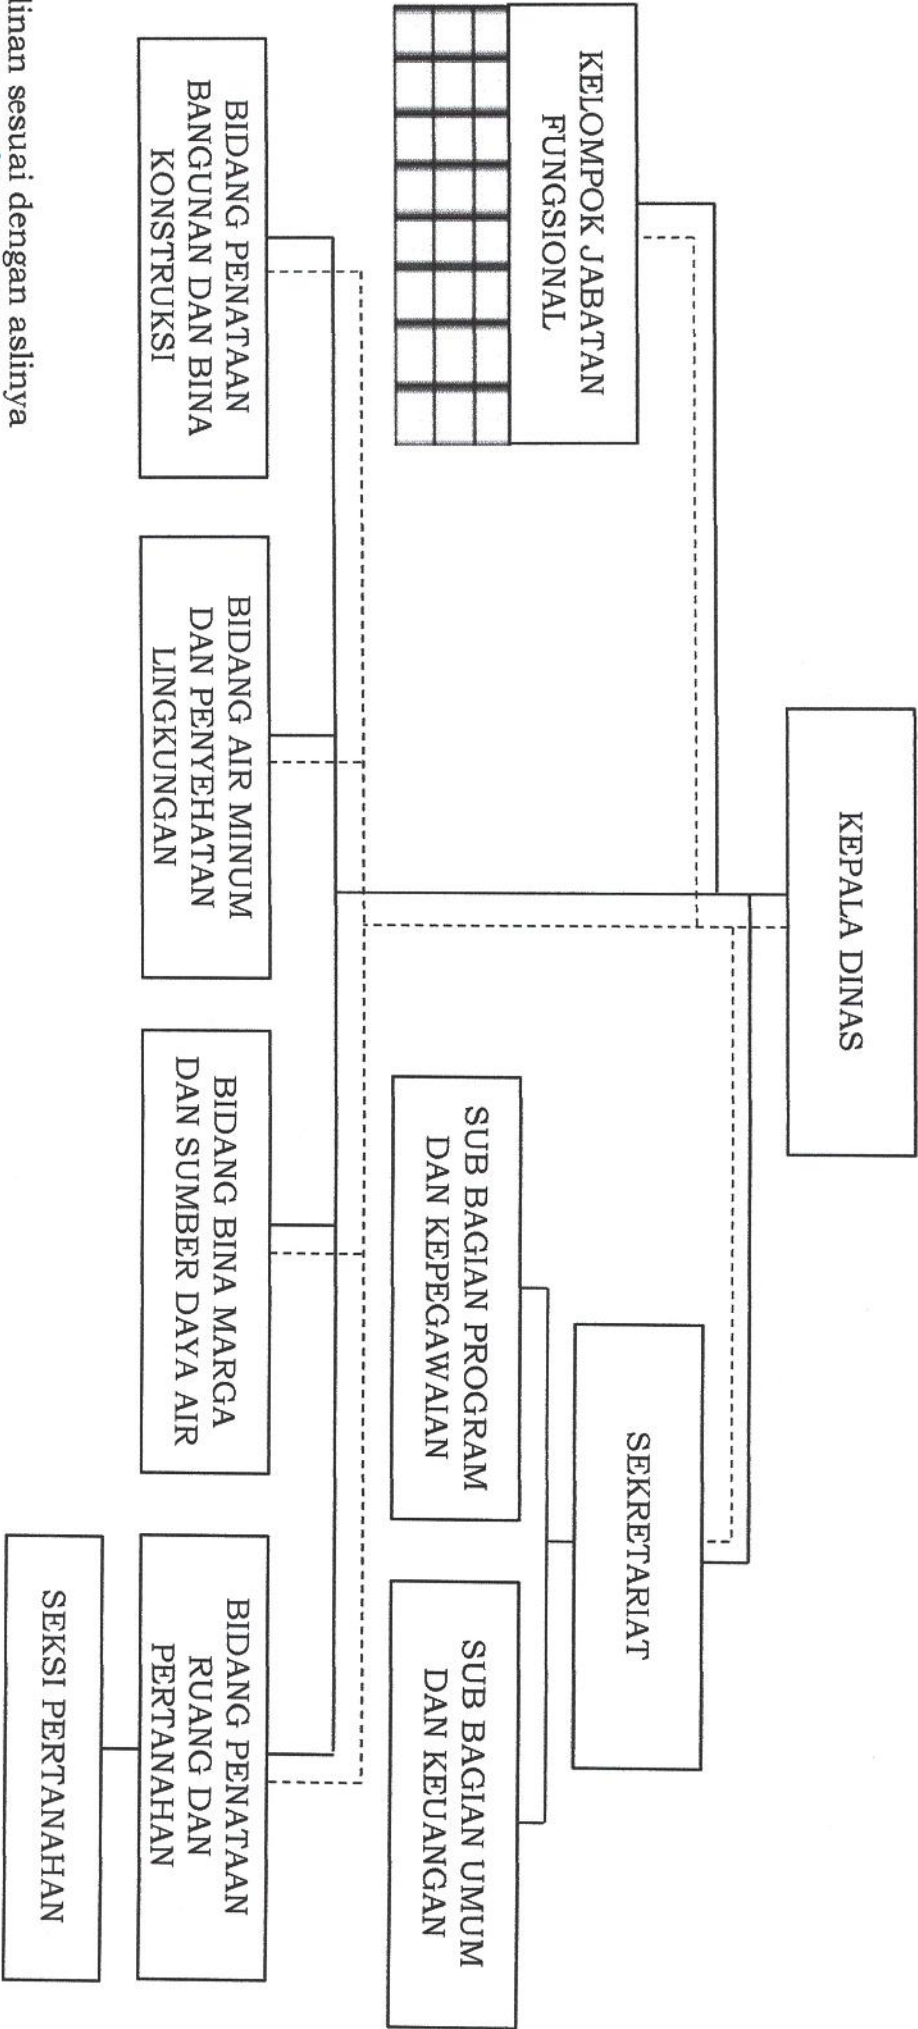 KEPALA DINAS
KELOMPOK JABATAN
FUNGSIONAL
SEKRETARIAT
SUB BAGIAN PROGRAM
DAN KEPEGAWAIAN
SUB BAGIAN UMUM
DAN KEUANGAN
BIDANG PENATAAN
BANGUNAN DAN BINA
KONSTRUKSI
BIDANG AIR MINUM
DAN PENYEHATAN
LINGKUNGAN
BIDANG BINA MARGA
DAN SUMBER DAYA AIR
BIDANG PENATAAN
RUANG DAN
PERTANAHAN
SEKSI PERTANAHAN
linan sesuai dengan aslinya